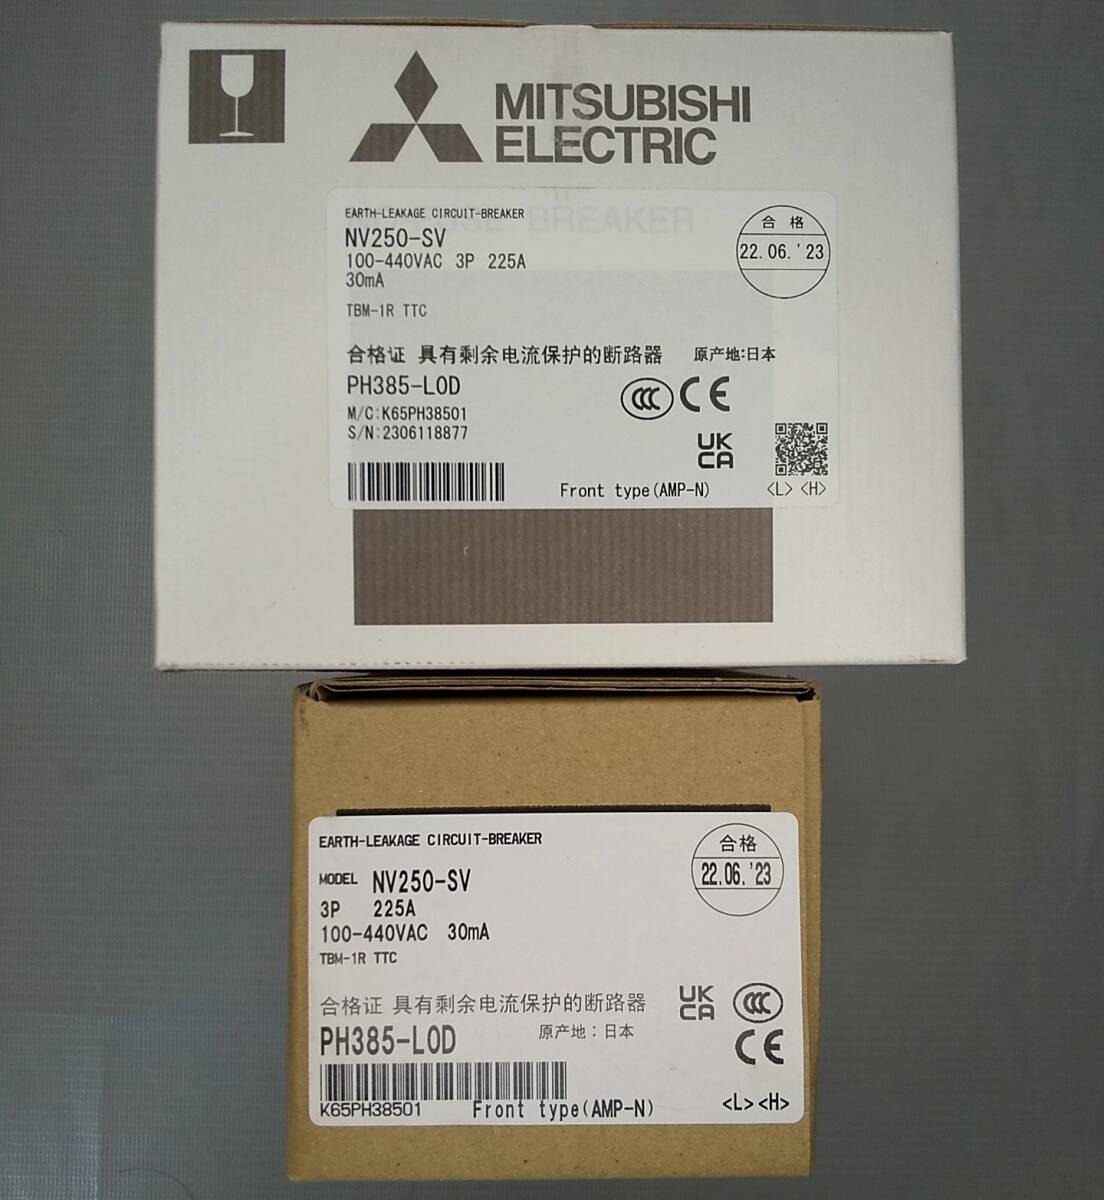 MITSUBISHI
ELECTRIC
EARTH-LEAKAGE CIRCUIT-BREAKER
BREAKER
NV250-SV
100-440VAC 3P 225A
30mA
TBM-1R TTC
合格
22.06.'23
合格证 具有剩余电流保护的断路器 原产地:日本
PH385-L0D
M/C:K65PH38501
S/N:2306118877
CCC CE
UK
CA
Front type(AMP-N) <L> <H>
EARTH-LEAKAGE CIRCUIT-BREAKER
MODEL NV250-SV
3P 225A
100-440VAC 30mA
TBM-1R TTC
合格
22.06.'23
合格证 具有剩余电流保护的断路器
PH385-L0D 原产地：日本
UK
CA
CCC
CE
K65PH38501 Front type(AMP-N) <L><H>